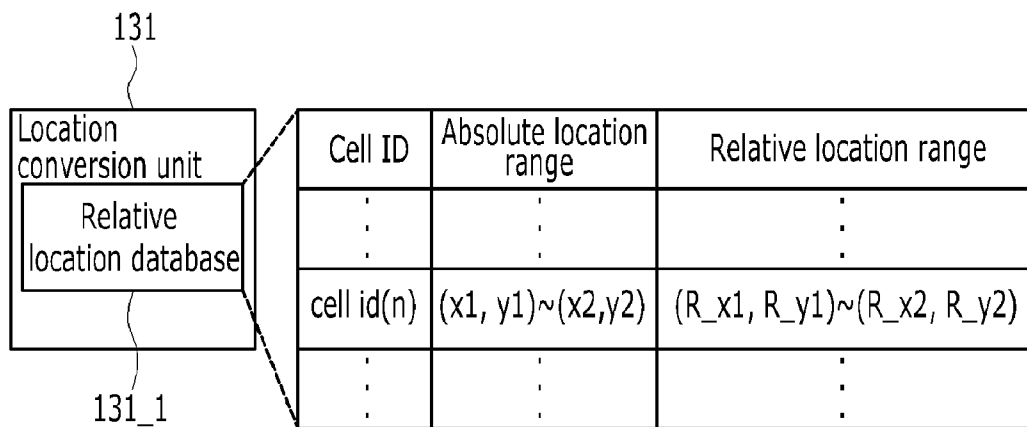 131
Location
conversion unit
Relative
location database
131_1
Cell ID
Absolute location
range
Relative location range
cell id(n)
(x1, y1)~(x2,y2)
(R_x1, R_y1)~(R_x2, R_y2)